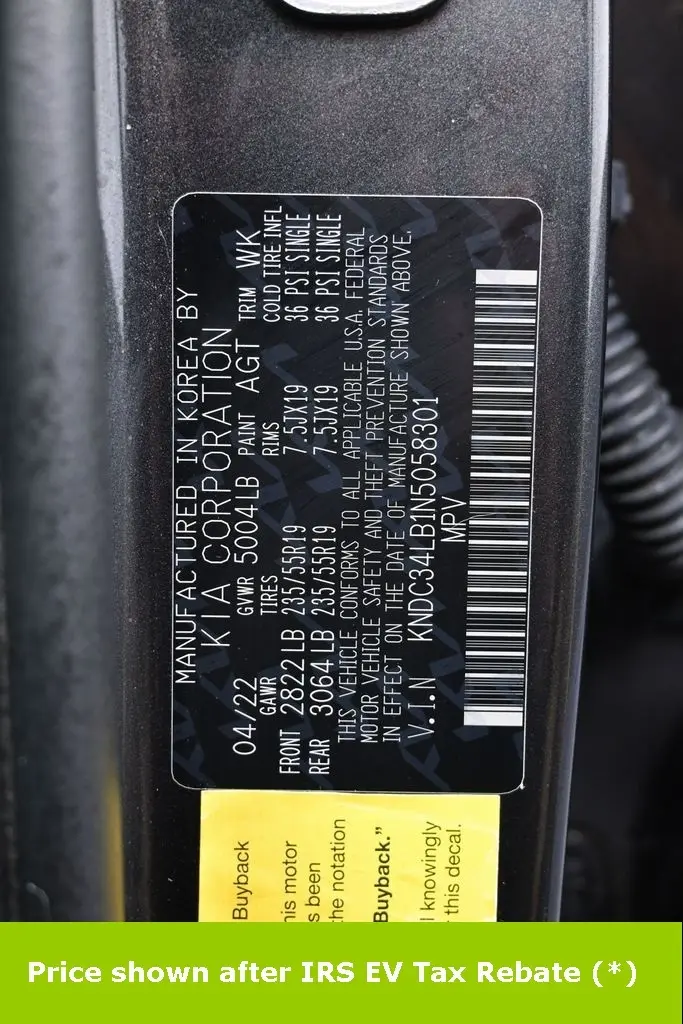 MANUFACTURED IN KOREA BY
KIA CORPORATION
04/22 GVWR 5004LB PAINT AGT TRIM WK
GAWR TIRES RIMS COLD TIRE INFL
FRONT 2822LB 235/55R19 7.5JX19 36 PSI SINGLE
REAR 3064LB 235/55R19 7.5JX19 36 PSI SINGLE
THIS VEHICLE CONFORMS TO ALL APPLICABLE U.S.A. FEDERAL
MOTOR VEHICLE SAFETY AND THEFT PREVENTION STANDARDS
IN EFFECT ON THE DATE OF MANUFACTURE SHOWN ABOVE.
V.I.N KNDC34LB1N5058301
MPV
Buyback
his motor
s been
the notation
Buyback."
l knowingly
this decal.
Price shown after IRS EV Tax Rebate (*)